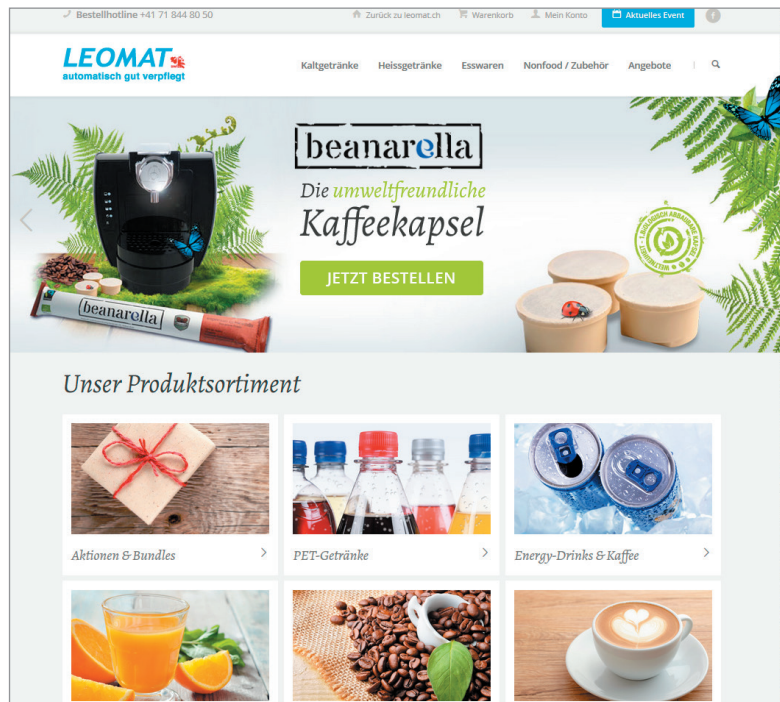 Bestellhotline +41 71 844 80 50
Zurück zu leomat.ch
Warenkorb
Mein Konto
Aktuelles Event
LEOMAT
automatisch gut verpflegt
Kaltgetränke
Heissgetränke
Esswaren
Nonfood / Zubehör
Angebote
beanarella
Die umweltfreundliche
Kaffeekapsel
JETZT BESTELLEN
beanarella
Unser Produktsortiment
Aktionen & Bundles
PET-Getränke
Energy-Drinks & Kaffee